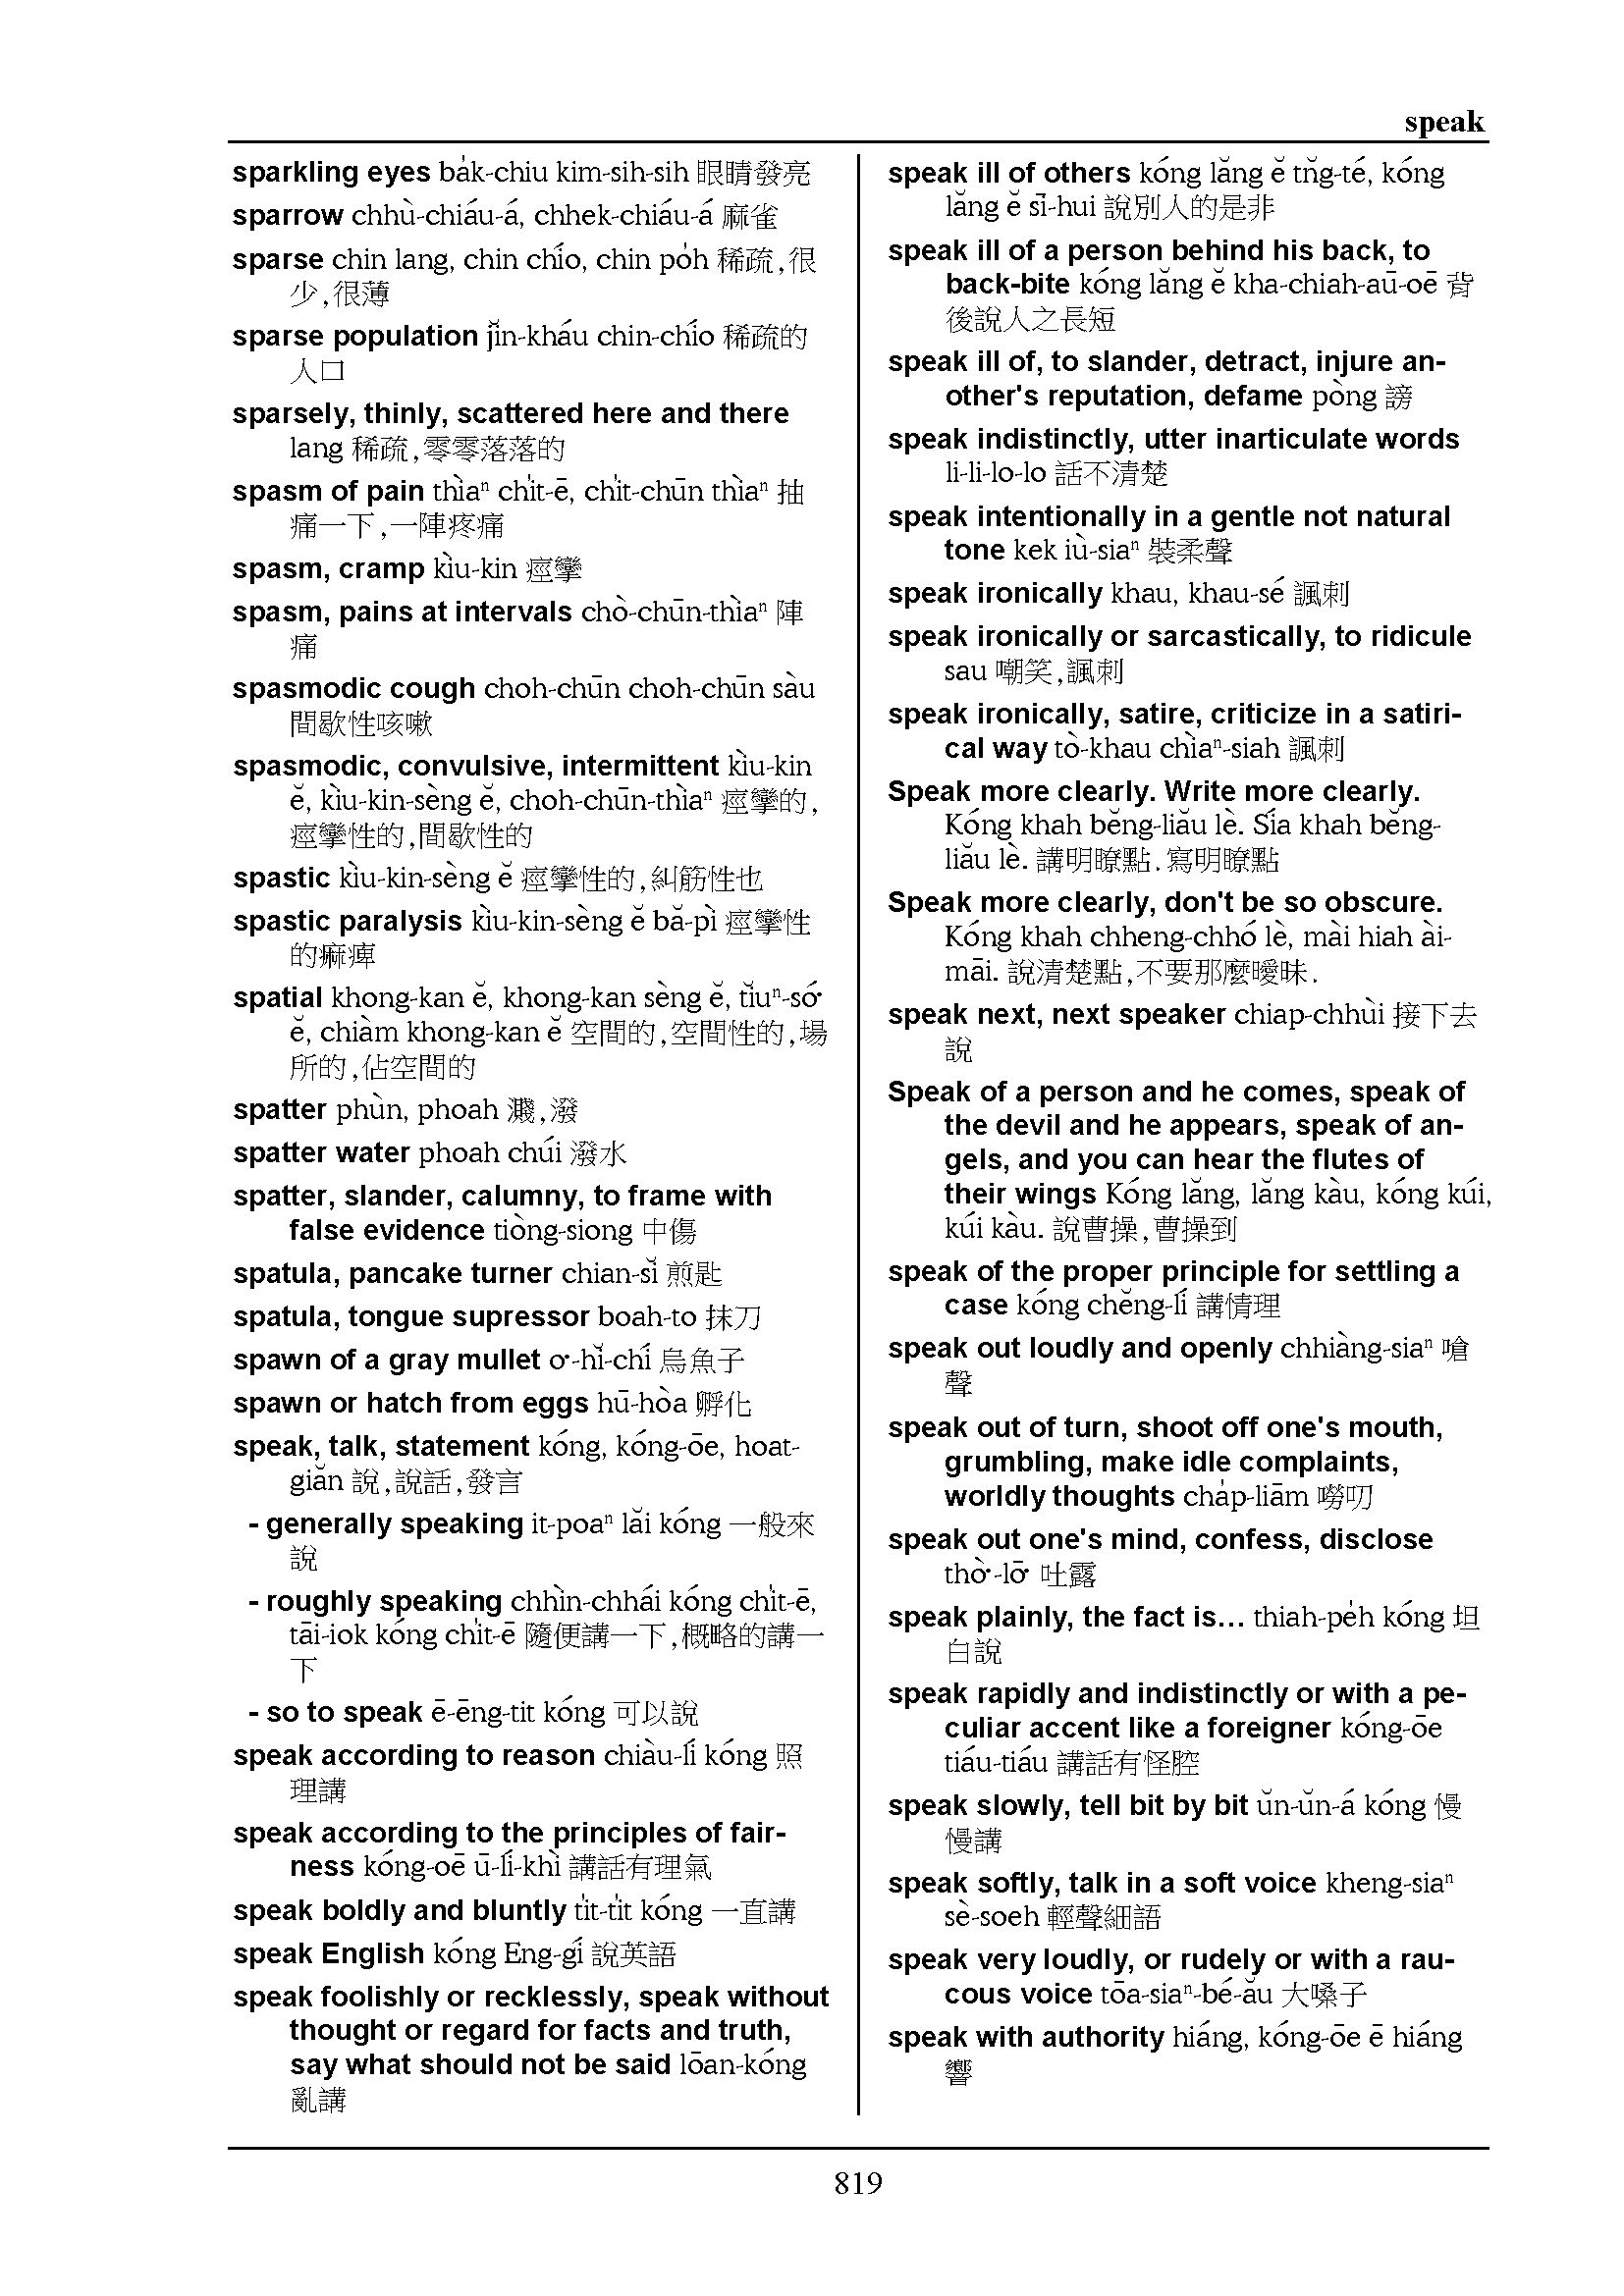 speak
sparkling eyes ba̍k-chiu kim-sih-sih 眼睛發亮
sparrow chhù-chiáu-á, chhek-chiáu-á 麻雀
sparse chin lang, chin chío, chin po̍h 稀疏,很
少,很薄
sparse population jĭn-kháu chin-chío 稀疏的
人口
sparsely, thinly, scattered here and there
lang 稀疏,零零落落的
spasm of pain thìaⁿ chi̍t-ē, chi̍t-chūn thìaⁿ 抽
痛一下,一陣疼痛
spasm, cramp kìu-kin 痙攣
spasm, pains at intervals chò-chūn-thìaⁿ 陣
痛
spasmodic cough choh-chūn choh-chūn sàu
間歇性咳嗽
spasmodic, convulsive, intermittent kìu-kin
ĕ, kìu-kin-sèng ĕ, choh-chūn-thìaⁿ 痙攣的,
痙攣性的,間歇性的
spastic kìu-kin-sèng ĕ 痙攣性的,糾筋性也
spastic paralysis kìu-kin-sèng ĕ bă-pì 痙攣性
的痲痺
spatial khong-kan ĕ, khong-kan sèng ĕ, tĭuⁿ-só͘
ĕ, chiàm khong-kan ĕ 空間的,空間性的,場
所的,佔空間的
spatter phùn, phoah 濺,潑
spatter water phoah chúi 潑水
spatter, slander, calumny, to frame with
false evidence tiòng-siong 中傷
spatula, pancake turner chian-sĭ 煎匙
spatula, tongue supressor boah-to 抹刀
spawn of a gray mullet o͘-hĭ-chí 烏魚子
spawn or hatch from eggs hū-hòa 孵化
speak, talk, statement kóng, kóng-ōe, hoat-
giăn 說,說話,發言
- generally speaking it-poaⁿ lăi kóng 一般來
說
- roughly speaking chhìn-chhái kóng chi̍t-ē,
tāi-iok kóng chi̍t-ē 隨便講一下,概略的講一
下
- so to speak ē-ēng-tit kóng 可以說
speak according to reason chiàu-lí kóng 照
理講
speak according to the principles of fair-
ness kóng-oē ū-lí-khì 講話有理氣
speak boldly and bluntly ti̍t-ti̍t kóng 一直講
speak English kóng Eng-gí 說英語
speak foolishly or recklessly, speak without
thought or regard for facts and truth,
say what should not be said lōan-kóng
亂講
speak ill of others kóng lăng ĕ tn̆g-té, kóng
lăng ĕ sī-hui 說別人的是非
speak ill of a person behind his back, to
back-bite kóng lăng ĕ kha-chiah-aū-oē 背
後說人之長短
speak ill of, to slander, detract, injure an-
other's reputation, defame pòng 謗
speak indistinctly, utter inarticulate words
li-li-lo-lo 話不清楚
speak intentionally in a gentle not natural
tone kek iù-siaⁿ 裝柔聲
speak ironically khau, khau-sé 諷刺
speak ironically or sarcastically, to ridicule
sau 嘲笑,諷刺
speak ironically, satire, criticize in a satiri-
cal way tò-khau chìaⁿ-siah 諷刺
Speak more clearly. Write more clearly.
Kóng khah bĕng-liău lè. Sía khah bĕng-
liău lè. 講明瞭點.寫明瞭點
Speak more clearly, don't be so obscure.
Kóng khah chheng-chhó lè, mài hiah ài-
māi. 說清楚點,不要那麼曖昧.
speak next, next speaker chiap-chhùi 接下去
說
Speak of a person and he comes, speak of
the devil and he appears, speak of an-
gels, and you can hear the flutes of
their wings Kóng lăng, lăng kàu, kóng kúi,
kúi kàu. 說曹操,曹操到
speak of the proper principle for settling a
case kóng chĕng-lí 講情理
speak out loudly and openly chhiàng-siaⁿ 嗆
聲
speak out of turn, shoot off one's mouth,
grumbling, make idle complaints,
worldly thoughts cha̍p-liām 嘮叨
speak out one's mind, confess, disclose
thò͘-lō͘ 吐露
speak plainly, the fact is... thiah-pe̍h kóng 坦
白說
speak rapidly and indistinctly or with a pe-
culiar accent like a foreigner kóng-ōe
tiáu-tiáu 講話有怪腔
speak slowly, tell bit by bit ŭn-ŭn-á kóng 慢
慢講
speak softly, talk in a soft voice kheng-siaⁿ
sè-soeh 輕聲細語
speak very loudly, or rudely or with a rau-
cous voice tōa-siaⁿ-bé-ău 大嗓子
speak with authority hiáng, kóng-ōe ē hiáng
響
819